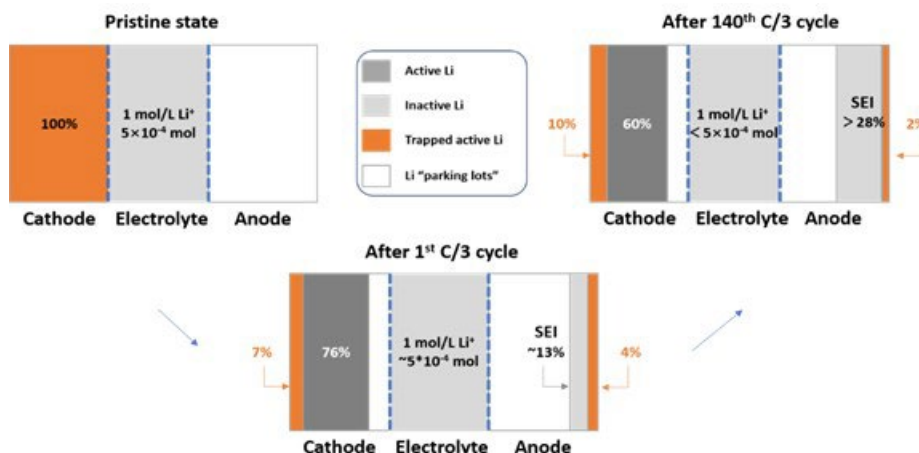 Pristine state
100%
1 mol/L Li⁺
5×10⁻⁴ mol
Cathode Electrolyte Anode
Active Li
Inactive Li
Trapped active Li
Li “parking lots”
After 140ᵗʰ C/3 cycle
10%
60%
1 mol/L Li⁺
< 5×10⁻⁴ mol
SEI
> 28%
2%
Cathode Electrolyte Anode
After 1ˢᵗ C/3 cycle
7%
76%
1 mol/L Li⁺
~5*10⁻⁴ mol
SEI
~13%
4%
Cathode Electrolyte Anode